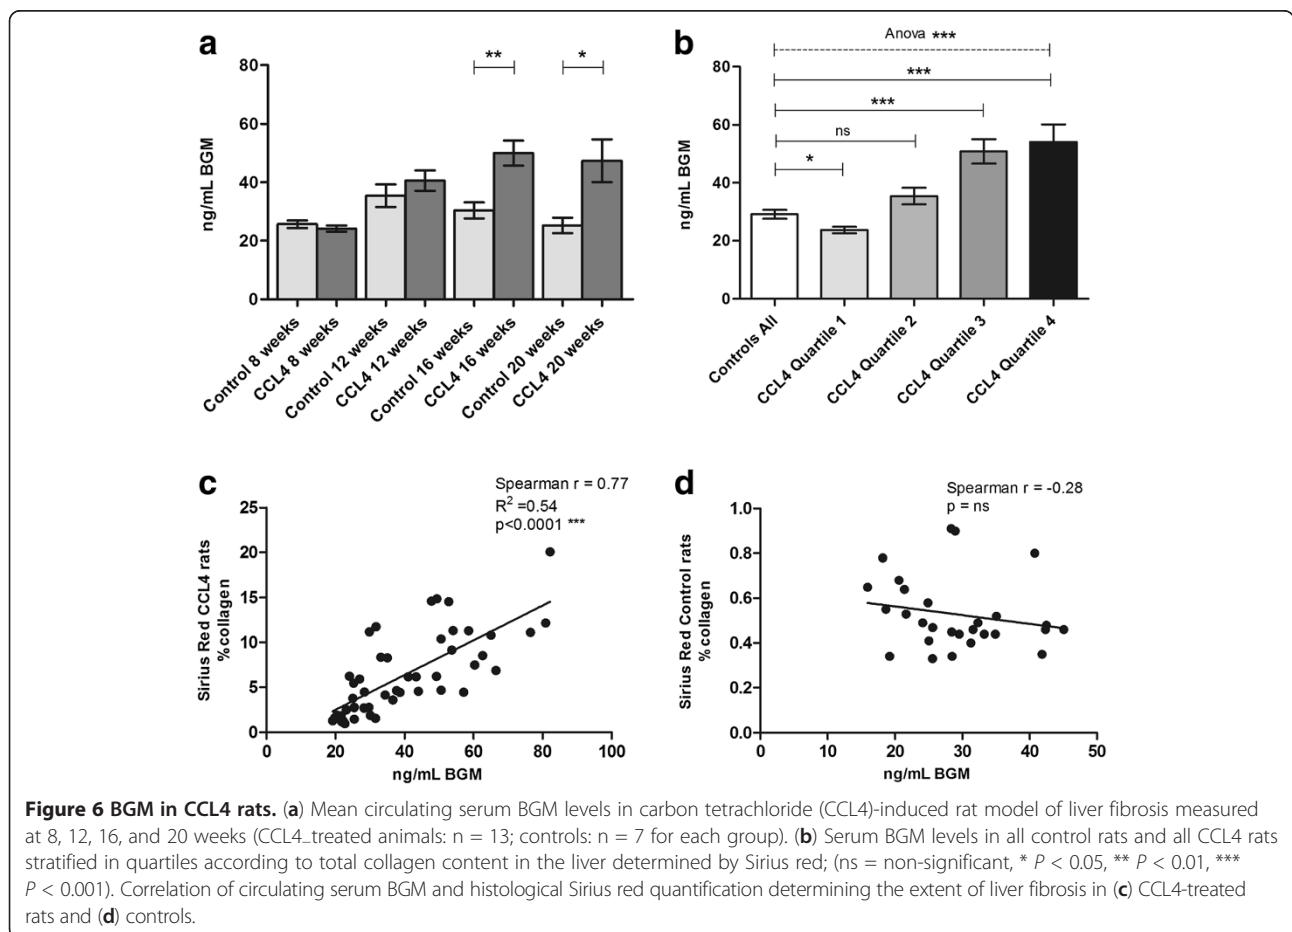 a
ng/mL BGM
80
60
40
20
0
**
*
Control 8 weeks
CCL4 8 weeks
Control 12 weeks
CCL4 12 weeks
Control 16 weeks
CCL4 16 weeks
Control 20 weeks
CCL4 20 weeks
b
ng/mL BGM
80
60
40
20
0
Anova ***
***
***
ns
*
Controls All
CCL4 Quartile 1
CCL4 Quartile 2
CCL4 Quartile 3
CCL4 Quartile 4
c
Spearman r = 0.77
R² =0.54
p<0.0001 ***
Sirius Red CCL4 rats
% collagen
25
20
15
10
5
0
0 20 40 60 80 100
ng/mL BGM
d
Spearman r = -0.28
p = ns
Sirius Red Control rats
% collagen
1.0
0.8
0.6
0.4
0.2
0.0
0 10 20 30 40 50
ng/mL BGM
Figure 6 BGM in CCL4 rats. (a) Mean circulating serum BGM levels in carbon tetrachloride (CCL4)-induced rat model of liver fibrosis measured
at 8, 12, 16, and 20 weeks (CCL4_treated animals: n = 13; controls: n = 7 for each group). (b) Serum BGM levels in all control rats and all CCL4 rats
stratified in quartiles according to total collagen content in the liver determined by Sirius red; (ns = non-significant, * P < 0.05, ** P < 0.01, ***
P < 0.001). Correlation of circulating serum BGM and histological Sirius red quantification determining the extent of liver fibrosis in (c) CCL4-treated
rats and (d) controls.